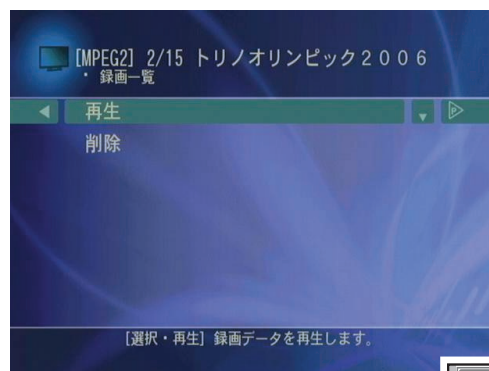 [MPEG2] 2/15 トリノオリンピック２００６
・ 録画一覧
再生
削除
[選択・再生] 録画データを再生します。